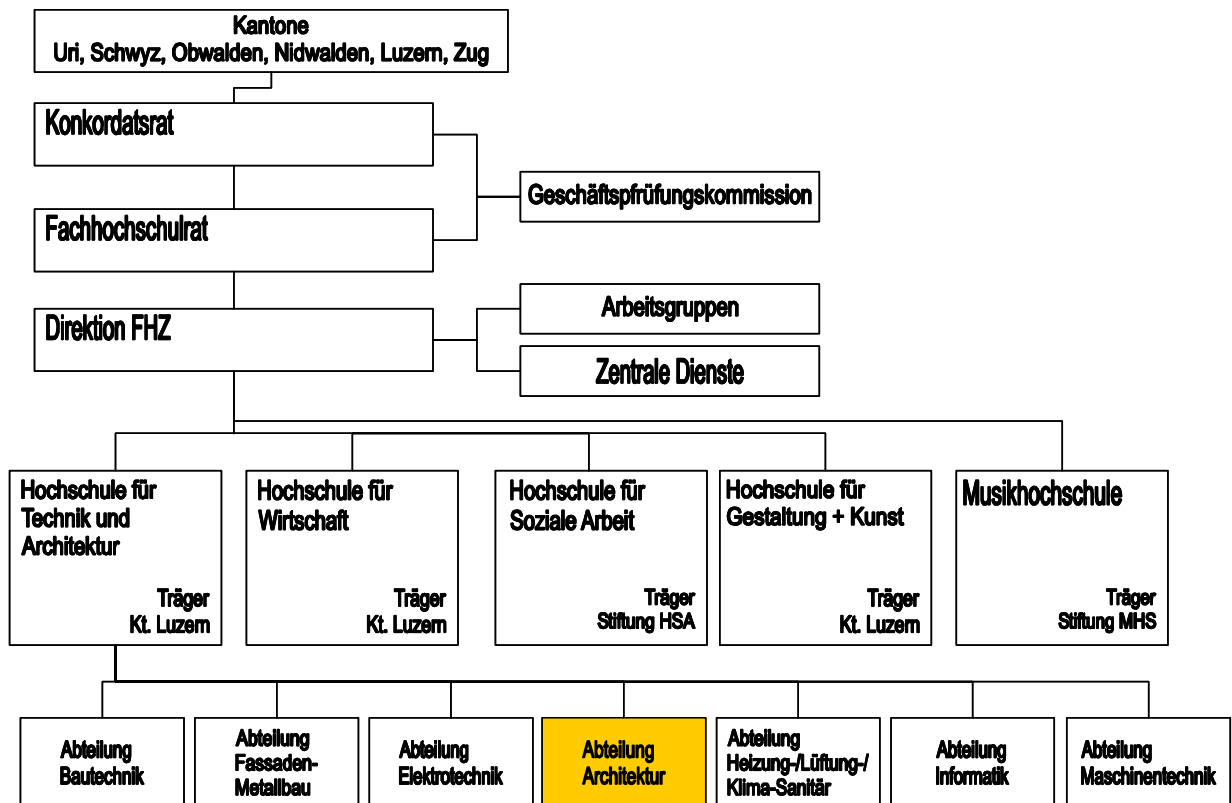 Kantone
Uri, Schwyz, Obwalden, Nidwalden, Luzern, Zug
Konkordatsrat
Geschäftspfrüfungskommission
Fachhochschulrat
Arbeitsgruppen
Direktion FHZ
Zentrale Dienste
Hochschule für
Technik und
Architektur
Träger
Kt. Luzern
Hochschule für
Wirtschaft
Träger
Kt. Luzern
Hochschule für
Soziale Arbeit
Träger
Stiftung HSA
Hochschule für
Gestaltung + Kunst
Träger
Kt. Luzern
Musikhochschule
Träger
Stiftung MHS
Abteilung
Bautechnik
Abteilung
Fassaden-
Metallbau
Abteilung
Elektrotechnik
Abteilung
Architektur
Abteilung
Heizung-/Lüftung-/
Klima-Sanitär
Abteilung
Informatik
Abteilung
Maschinentechnik